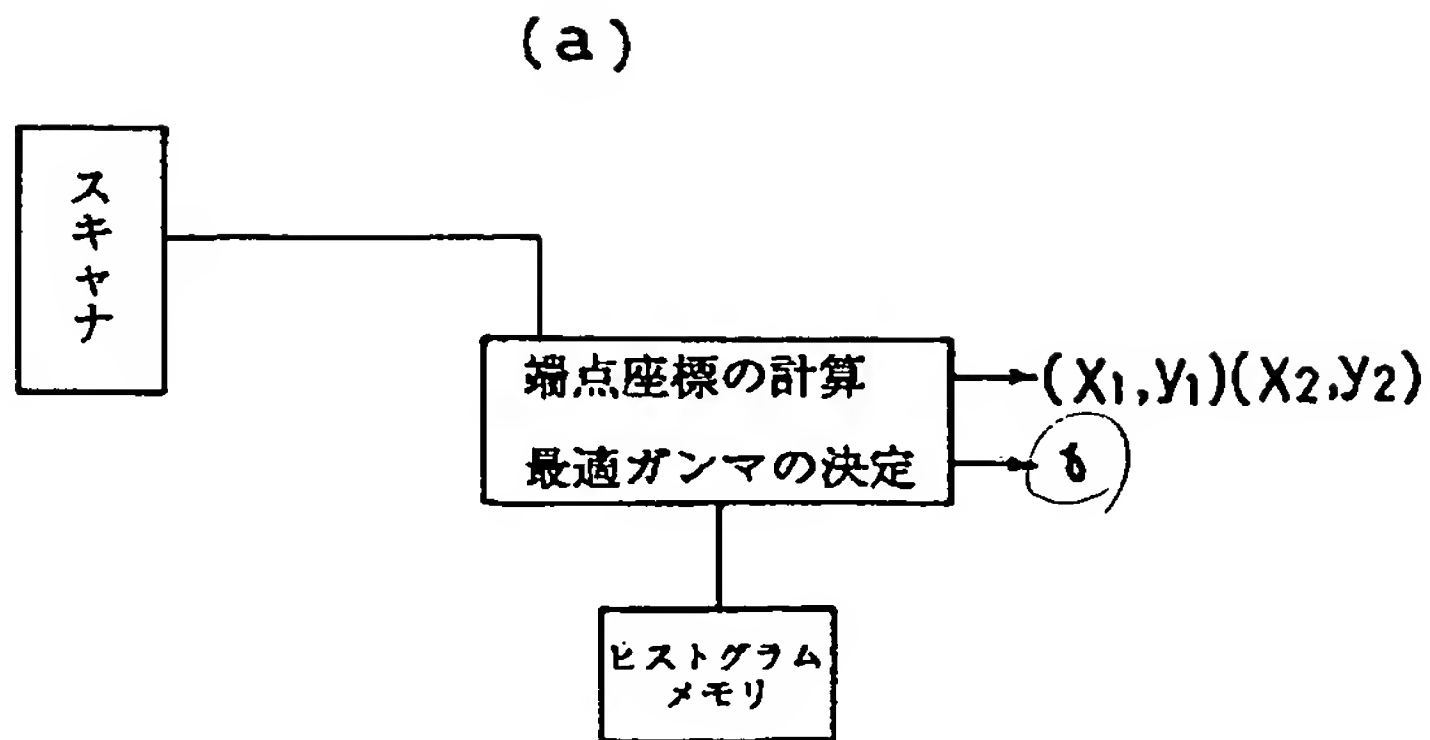 (a)
スキャナ
端点座標の計算
(X1,y1)(X2,y2)
最適ガンマの決定
γ
ヒストグラム
メモリ